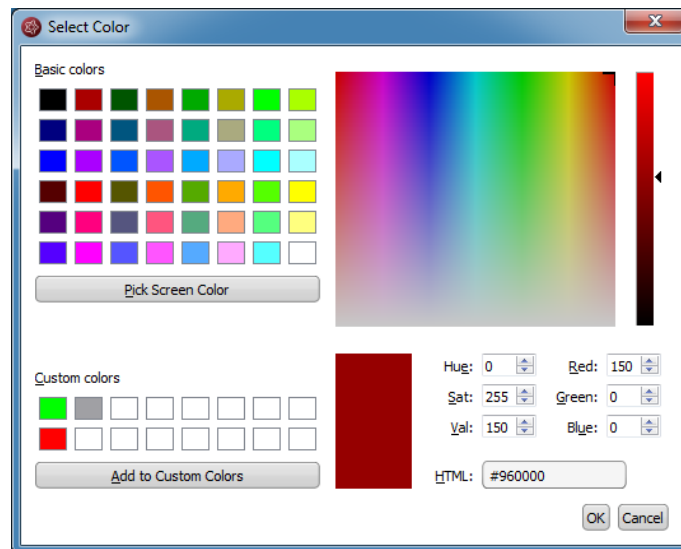 Select Color
Basic colors
Pick Screen Color
Custom colors
Add to Custom Colors
Hue: 0 Red: 150
Sat: 255 Green: 0
Val: 150 Blue: 0
HTML: #960000
OK Cancel